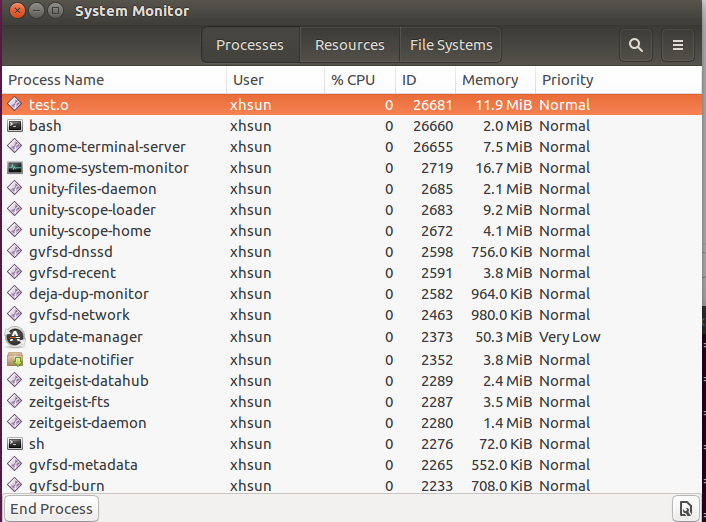 System Monitor
Processes Resources File Systems
Process Name User % CPU ID Memory Priority
test.o xhsun 0 26681 11.9 MiB Normal
bash xhsun 0 26660 2.0 MiB Normal
gnome-terminal-server xhsun 0 26655 7.5 MiB Normal
gnome-system-monitor xhsun 0 2719 16.7 MiB Normal
unity-files-daemon xhsun 0 2685 2.1 MiB Normal
unity-scope-loader xhsun 0 2683 9.2 MiB Normal
unity-scope-home xhsun 0 2672 4.1 MiB Normal
gvfsd-dnssd xhsun 0 2598 756.0 KiB Normal
gvfsd-recent xhsun 0 2591 3.8 MiB Normal
deja-dup-monitor xhsun 0 2582 964.0 KiB Normal
gvfsd-network xhsun 0 2463 980.0 KiB Normal
update-manager xhsun 0 2373 50.3 MiB Very Low
update-notifier xhsun 0 2352 3.8 MiB Normal
zeitgeist-datahub xhsun 0 2289 2.4 MiB Normal
zeitgeist-fts xhsun 0 2287 3.5 MiB Normal
zeitgeist-daemon xhsun 0 2280 1.4 MiB Normal
sh xhsun 0 2276 72.0 KiB Normal
gvfsd-metadata xhsun 0 2265 552.0 KiB Normal
gvfsd-burn xhsun 0 2233 708.0 KiB Normal
End Process